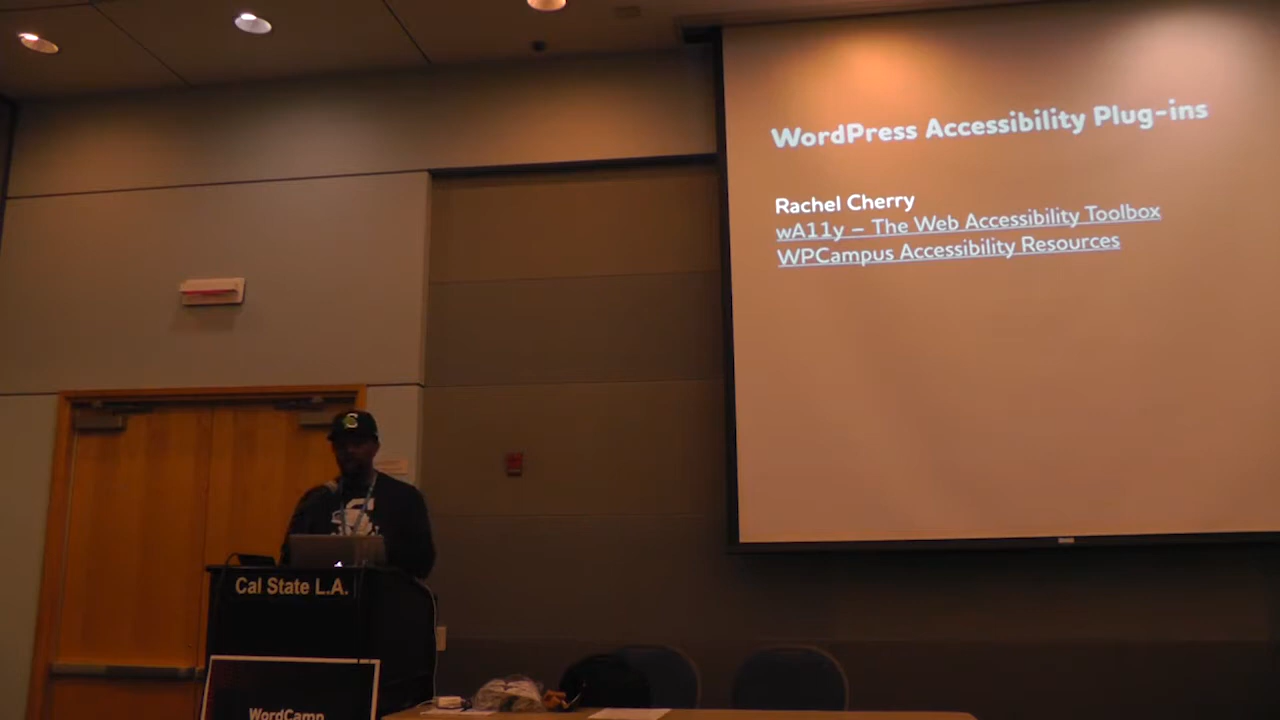 WordPress Accessibility Plug-ins
Rachel Cherry
wA11y – The Web Accessibility Toolbox
WPCampus Accessibility Resources
S
Cal State L.A.
WordCamp